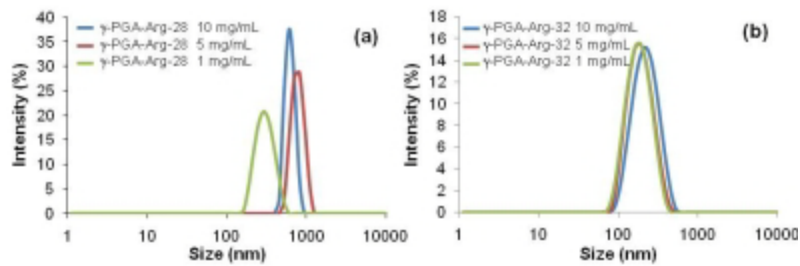 40
35
30
25
20
15
10
5
0
Intensity (%)
γ-PGA-Arg-28 10 mg/mL
γ-PGA-Arg-28 5 mg/mL
γ-PGA-Arg-28 1 mg/mL
(a)
1 10 100 1000 10000
Size (nm)
18
16
14
12
10
8
6
4
2
0
Intensity (%)
γ-PGA-Arg-32 10 mg/mL
γ-PGA-Arg-32 5 mg/mL
γ-PGA-Arg-32 1 mg/mL
(b)
1 10 100 1000 10000
Size (nm)